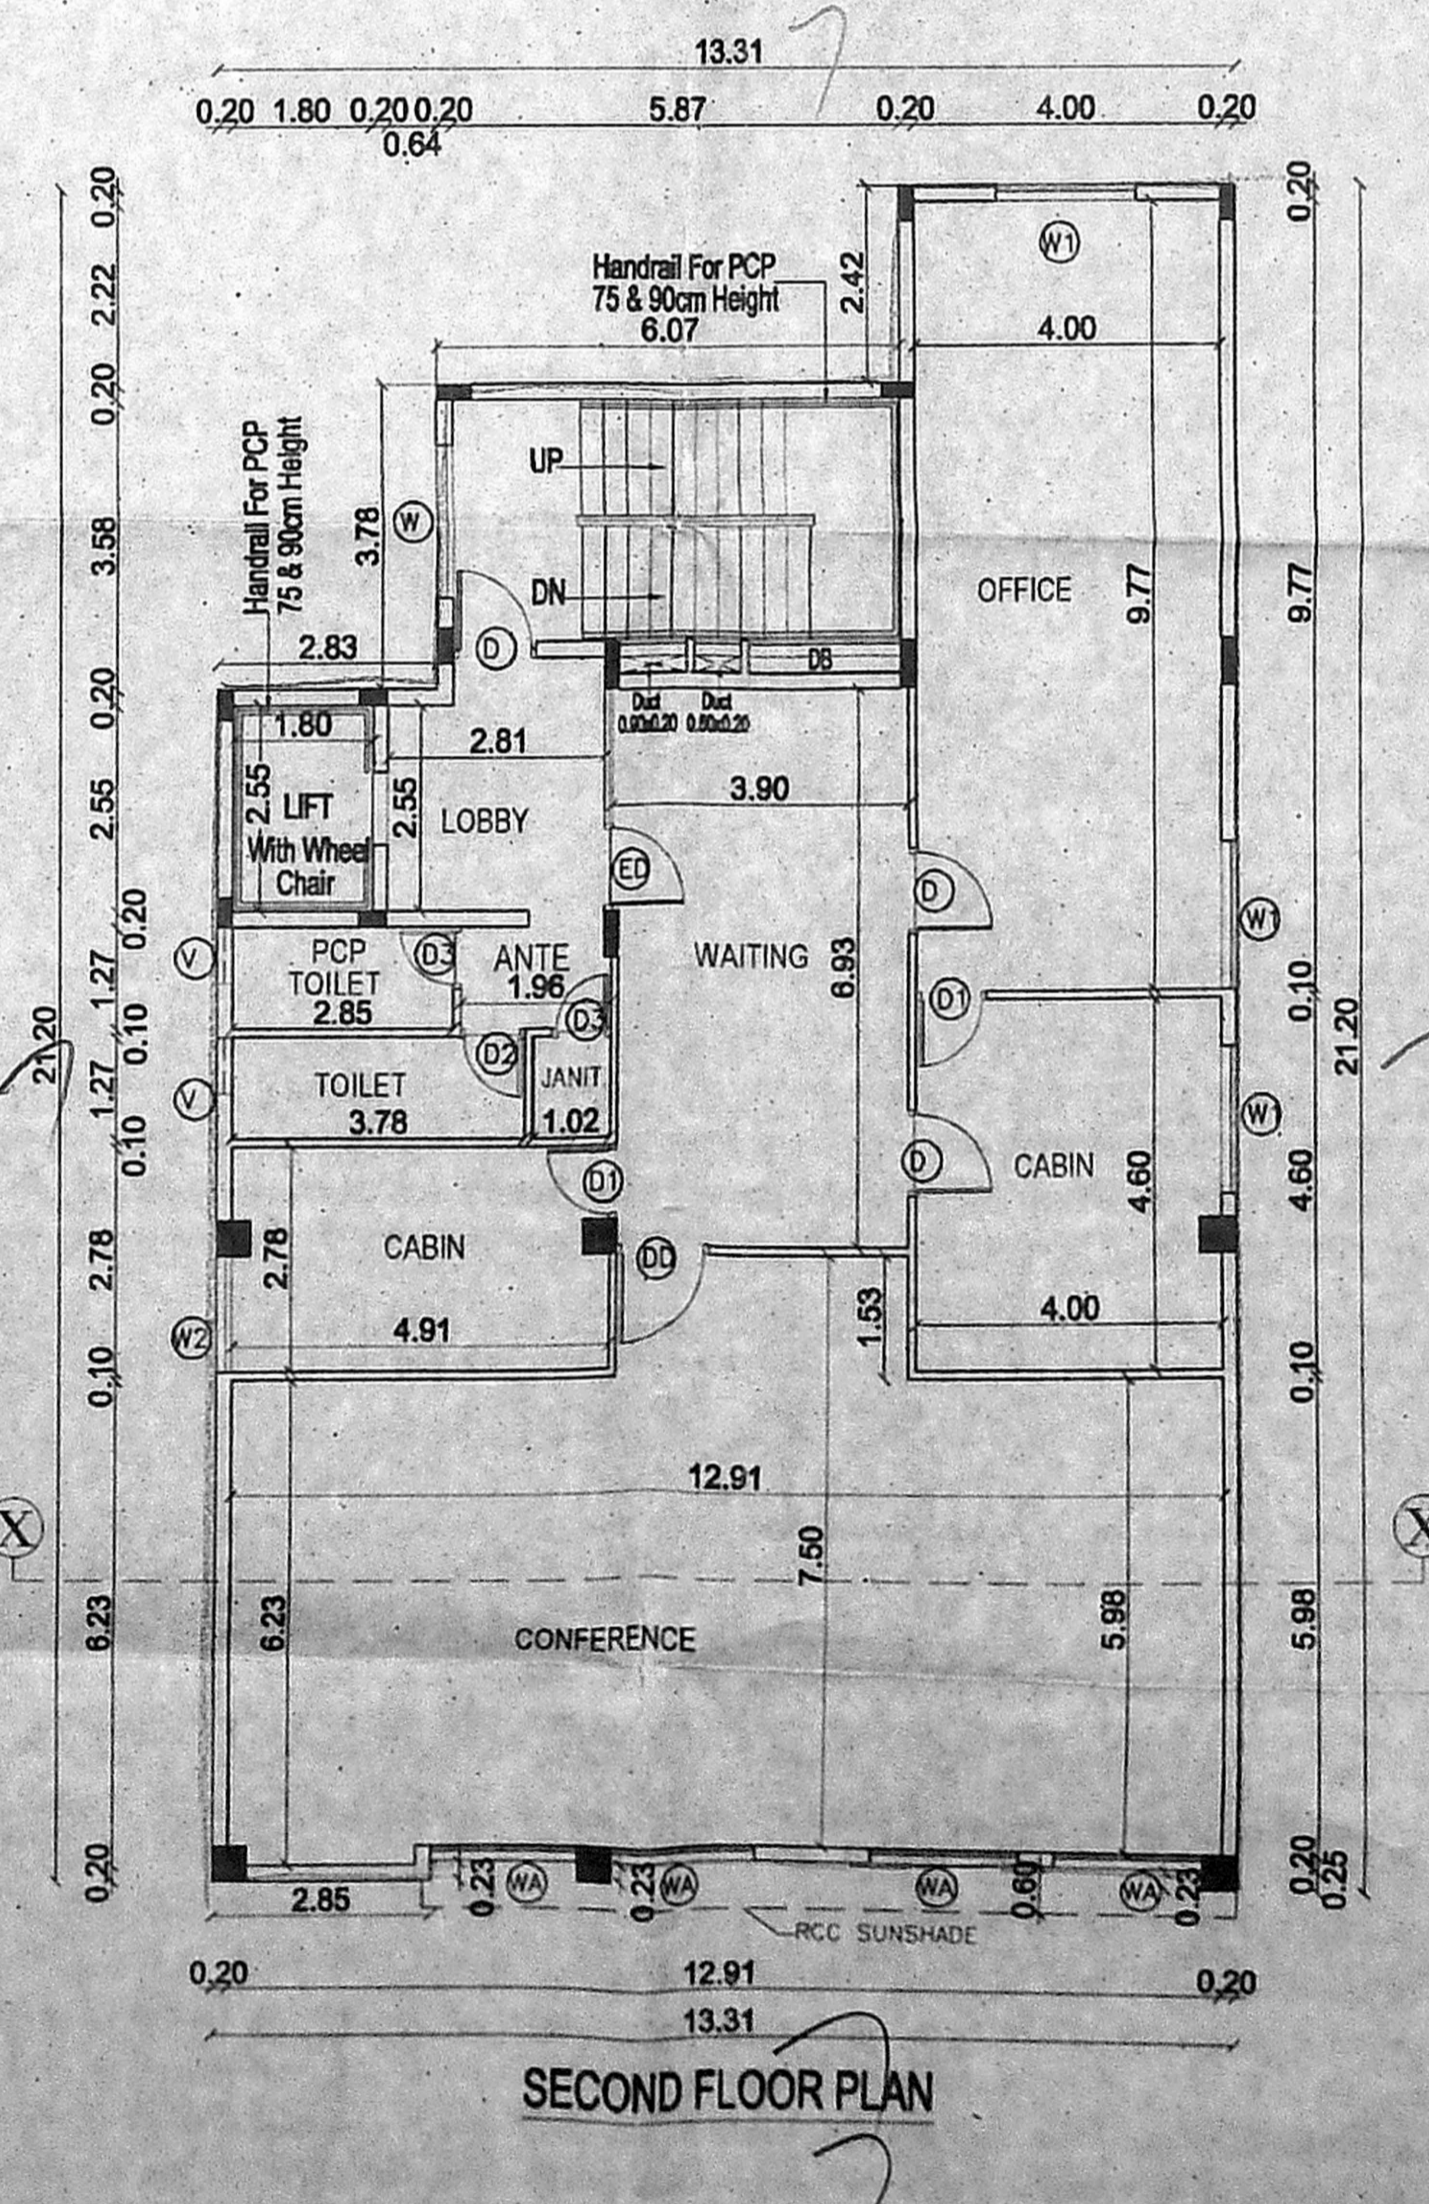 13.31
0.20 1.80 0.20 0.20 5.87 0.20 4.00 0.20
0.64
0.20
2.22
0.20
3.58
0.20
2.55
0.20
1.27
0.10
1.27
0.10
2.78
0.10
6.23
0.20
21.20
W1
Handrail For PCP
75 & 90cm Height
6.07
2.42
4.00
Handrail For PCP
75 & 90cm Height
3.78
W
UP
DN
D
DB
OFFICE
9.77
2.83
Duct
0.90x0.20
Duct
0.50x0.20
1.80
2.55
LIFT
With Wheel
Chair
2.81
2.55
LOBBY
3.90
ED
D
V
PCP
TOILET
2.85
D3
ANTE
1.96
D3
WAITING
6.93
D1
W1
V
TOILET
3.78
D2
JANIT
1.02
W1
D1
D
CABIN
4.60
CABIN
2.78
4.91
DD
1.53
4.00
W2
12.91
X
X
7.50
6.23
5.98
CONFERENCE
2.85
0.23
WA
0.23
WA
WA
0.60
WA
0.23
RCC SUNSHADE
0.20
9.77
0.10
4.60
0.10
5.98
0.20
0.25
21.20
0.20 12.91 0.20
13.31
SECOND FLOOR PLAN